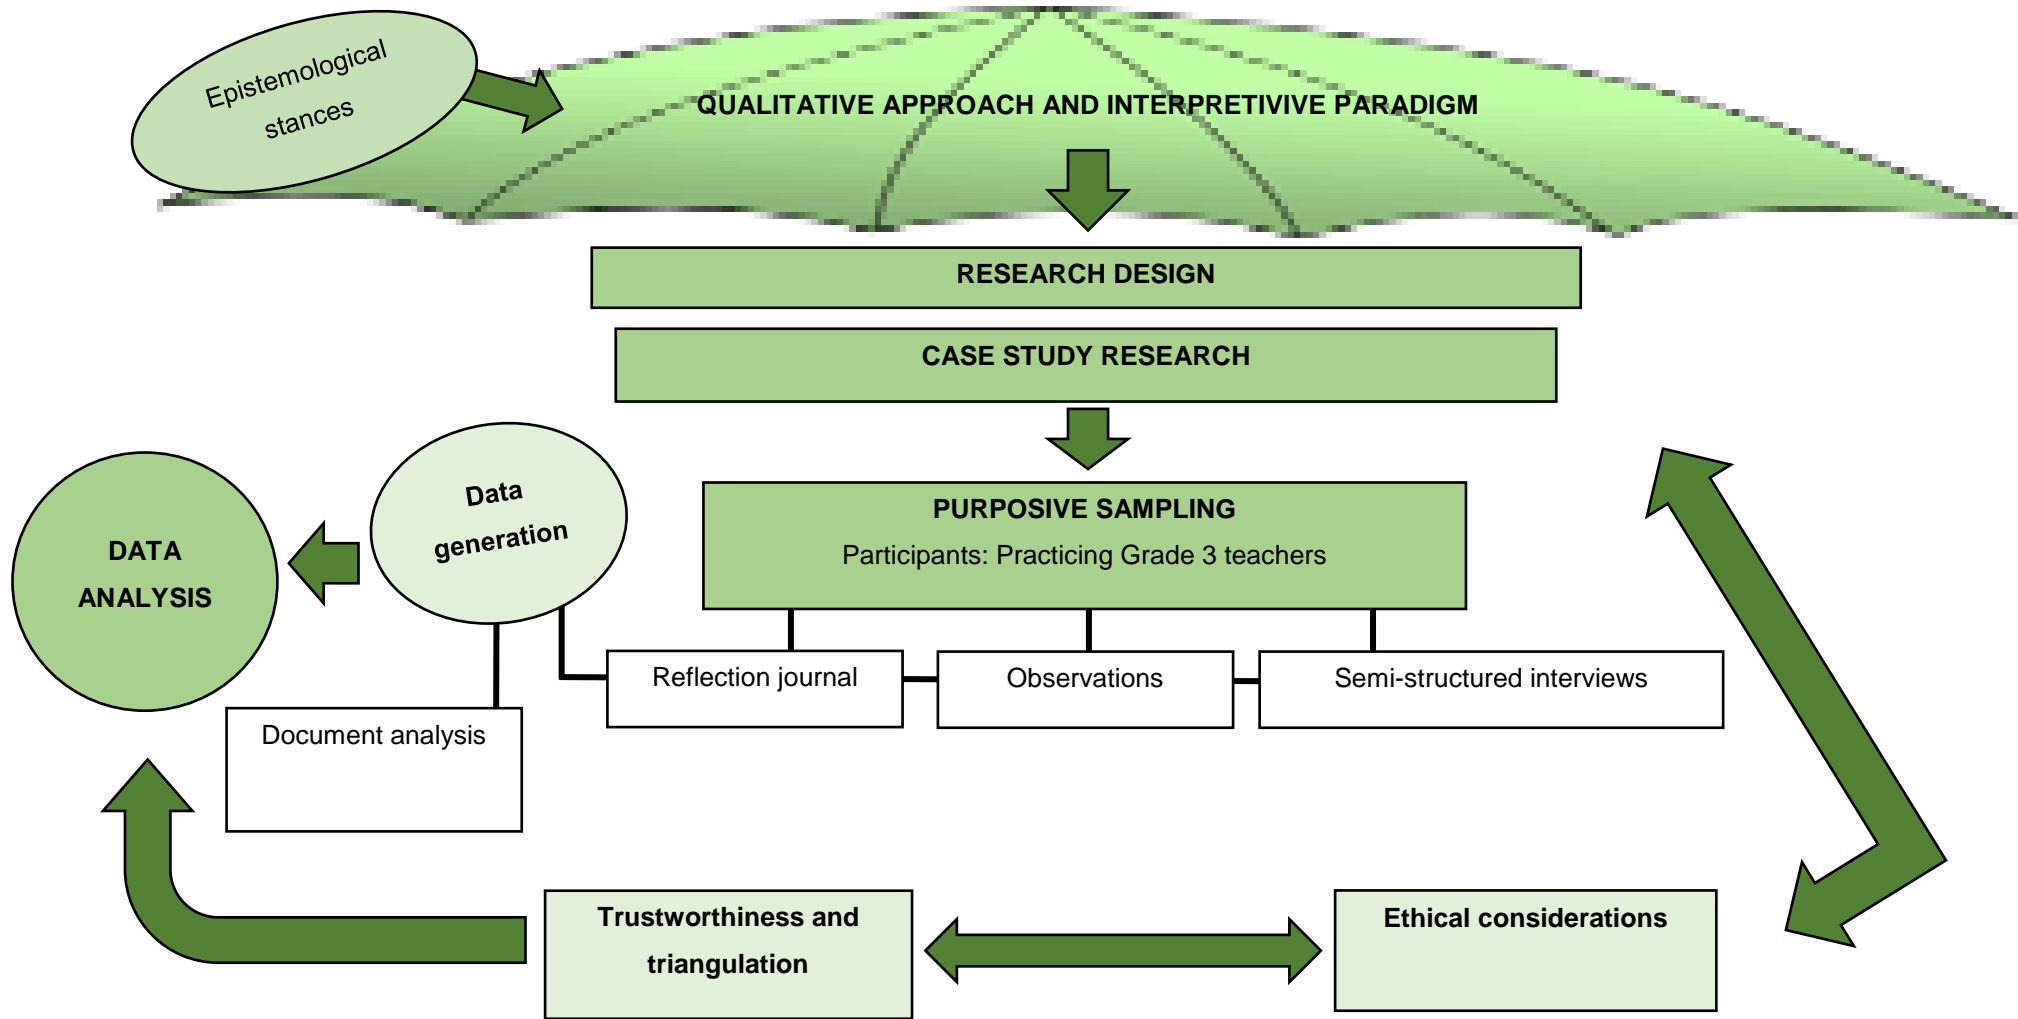 Epistemological
stances
QUALITATIVE APPROACH AND INTERPRETIVIVE PARADIGM
RESEARCH DESIGN
CASE STUDY RESEARCH
PURPOSIVE SAMPLING
Participants: Practicing Grade 3 teachers
Data
generation
DATA
ANALYSIS
Reflection journal
Observations
Semi-structured interviews
Document analysis
Trustworthiness and
triangulation
Ethical considerations